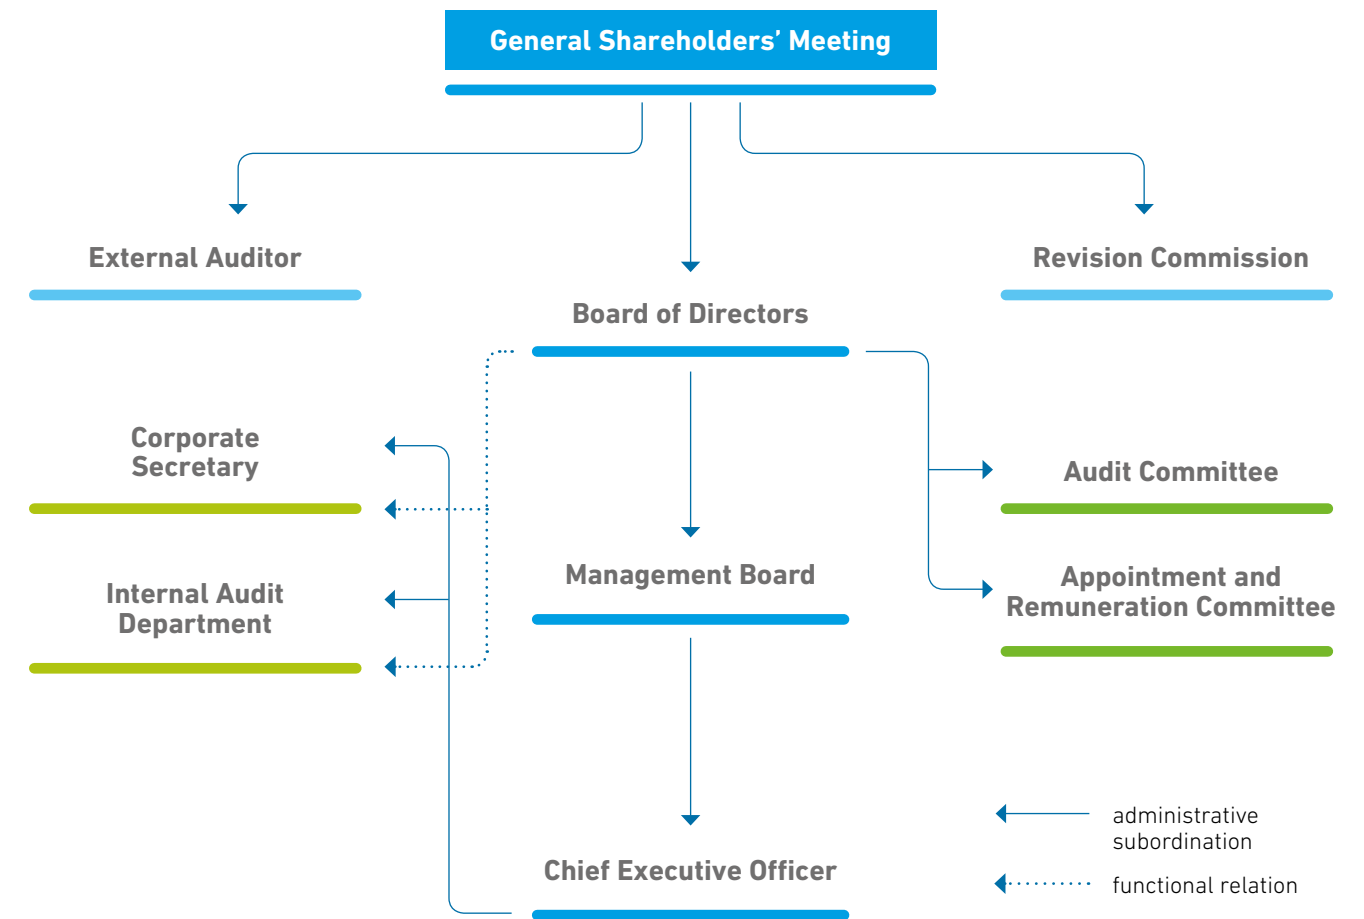 General Shareholders’ Meeting
External Auditor
Revision Commission
Board of Directors
Corporate
Secretary
Audit Committee
Internal Audit
Department
Management Board
Appointment and
Remuneration Committee
Chief Executive Officer
administrative
subordination
functional relation